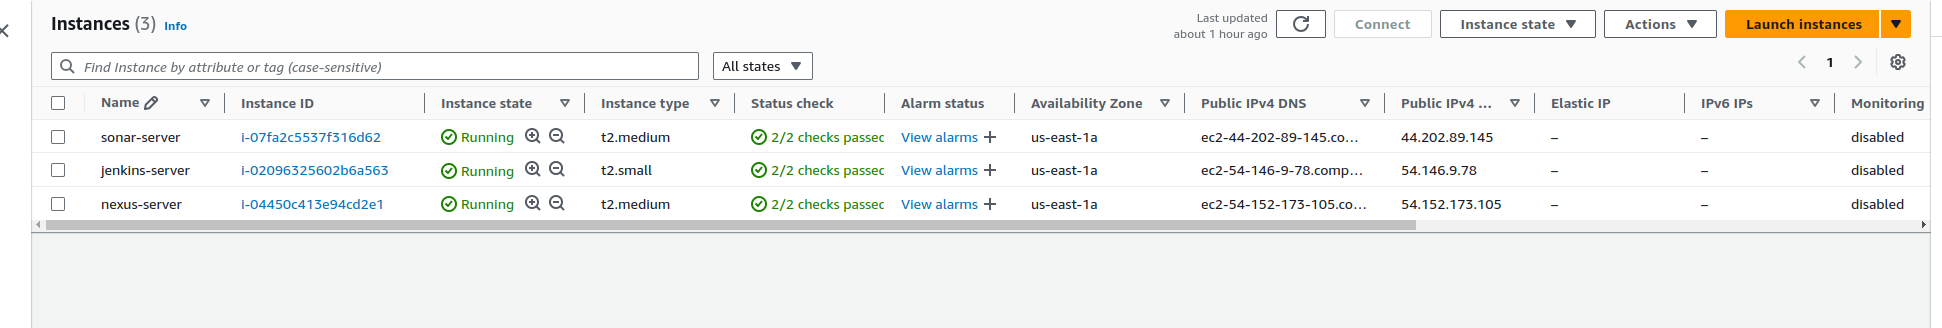 Instances (3) Info
Last updated
about 1 hour ago
Connect
Instance state
Actions
Launch instances
Find Instance by attribute or tag (case-sensitive)
All states
1
Name Instance ID Instance state Instance type Status check Alarm status Availability Zone Public IPv4 DNS Public IPv4 ... Elastic IP IPv6 IPs Monitoring
sonar-server i-07fa2c5537f316d62 Running t2.medium 2/2 checks passec View alarms + us-east-1a ec2-44-202-89-145.co... 44.202.89.145 – – disabled
jenkins-server i-02096325602b6a563 Running t2.small 2/2 checks passec View alarms + us-east-1a ec2-54-146-9-78.comp... 54.146.9.78 – – disabled
nexus-server i-04450c413e94cd2e1 Running t2.medium 2/2 checks passec View alarms + us-east-1a ec2-54-152-173-105.co... 54.152.173.105 – – disabled